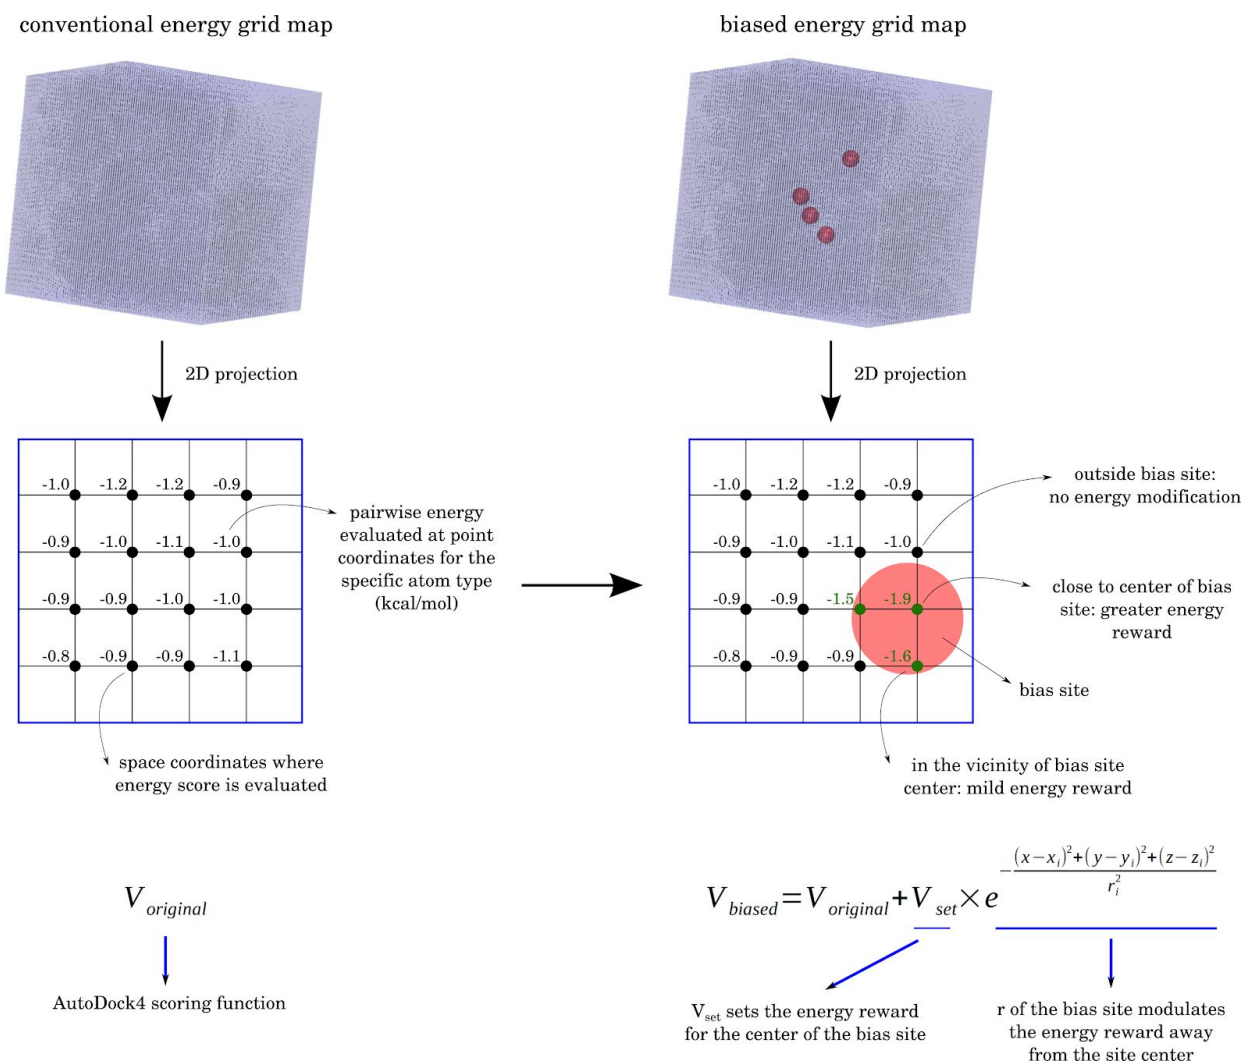 conventional energy grid map
biased energy grid map
2D projection
2D projection
-1.0 -1.2 -1.2 -0.9
-0.9 -1.0 -1.1 -1.0
-0.9 -0.9 -1.0 -1.0
-0.8 -0.9 -0.9 -1.1
pairwise energy
evaluated at point
coordinates for the
specific atom type
(kcal/mol)
space coordinates where
energy score is evaluated
-1.0 -1.2 -1.2 -0.9
-0.9 -1.0 -1.1 -1.0
-0.9 -0.9 -1.5 -1.9
-0.8 -0.9 -0.9 -1.6
outside bias site:
no energy modification
close to center of bias
site: greater energy
reward
bias site
in the vicinity of bias site
center: mild energy reward
V original
AutoDock4 scoring function
V biased = V original + V set × e^{-\frac{(x-x_i)^2+(y-y_i)^2+(z-z_i)^2}{r_i^2}}
V_set sets the energy reward
for the center of the bias site
r of the bias site modulates
the energy reward away
from the site center